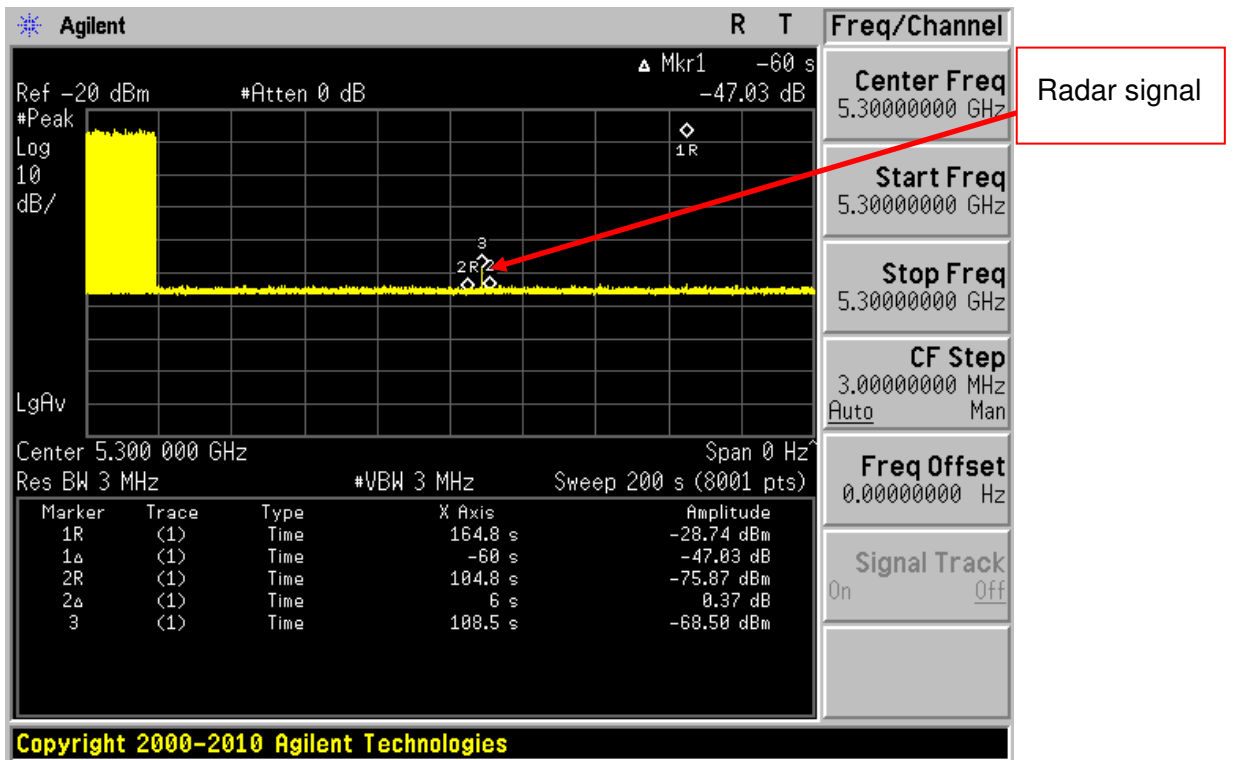 Agilent R T
Δ Mkr1 -60 s
Ref -20 dBm #Atten 0 dB -47.03 dB
#Peak
Log
10
dB/
1R
3
2R 2
LgAv
Center 5.300 000 GHz Span 0 Hz^
Res BW 3 MHz #VBW 3 MHz Sweep 200 s (8001 pts)
Marker Trace Type X Axis Amplitude
1R (1) Time 164.8 s -28.74 dBm
1Δ (1) Time -60 s -47.03 dB
2R (1) Time 104.8 s -75.87 dBm
2Δ (1) Time 6 s 0.37 dB
3 (1) Time 108.5 s -68.50 dBm
Copyright 2000-2010 Agilent Technologies
Freq/Channel
Center Freq
5.30000000 GHz
Start Freq
5.30000000 GHz
Stop Freq
5.30000000 GHz
CF Step
3.00000000 MHz
Auto Man
Freq Offset
0.00000000 Hz
Signal Track
On Off
Radar signal